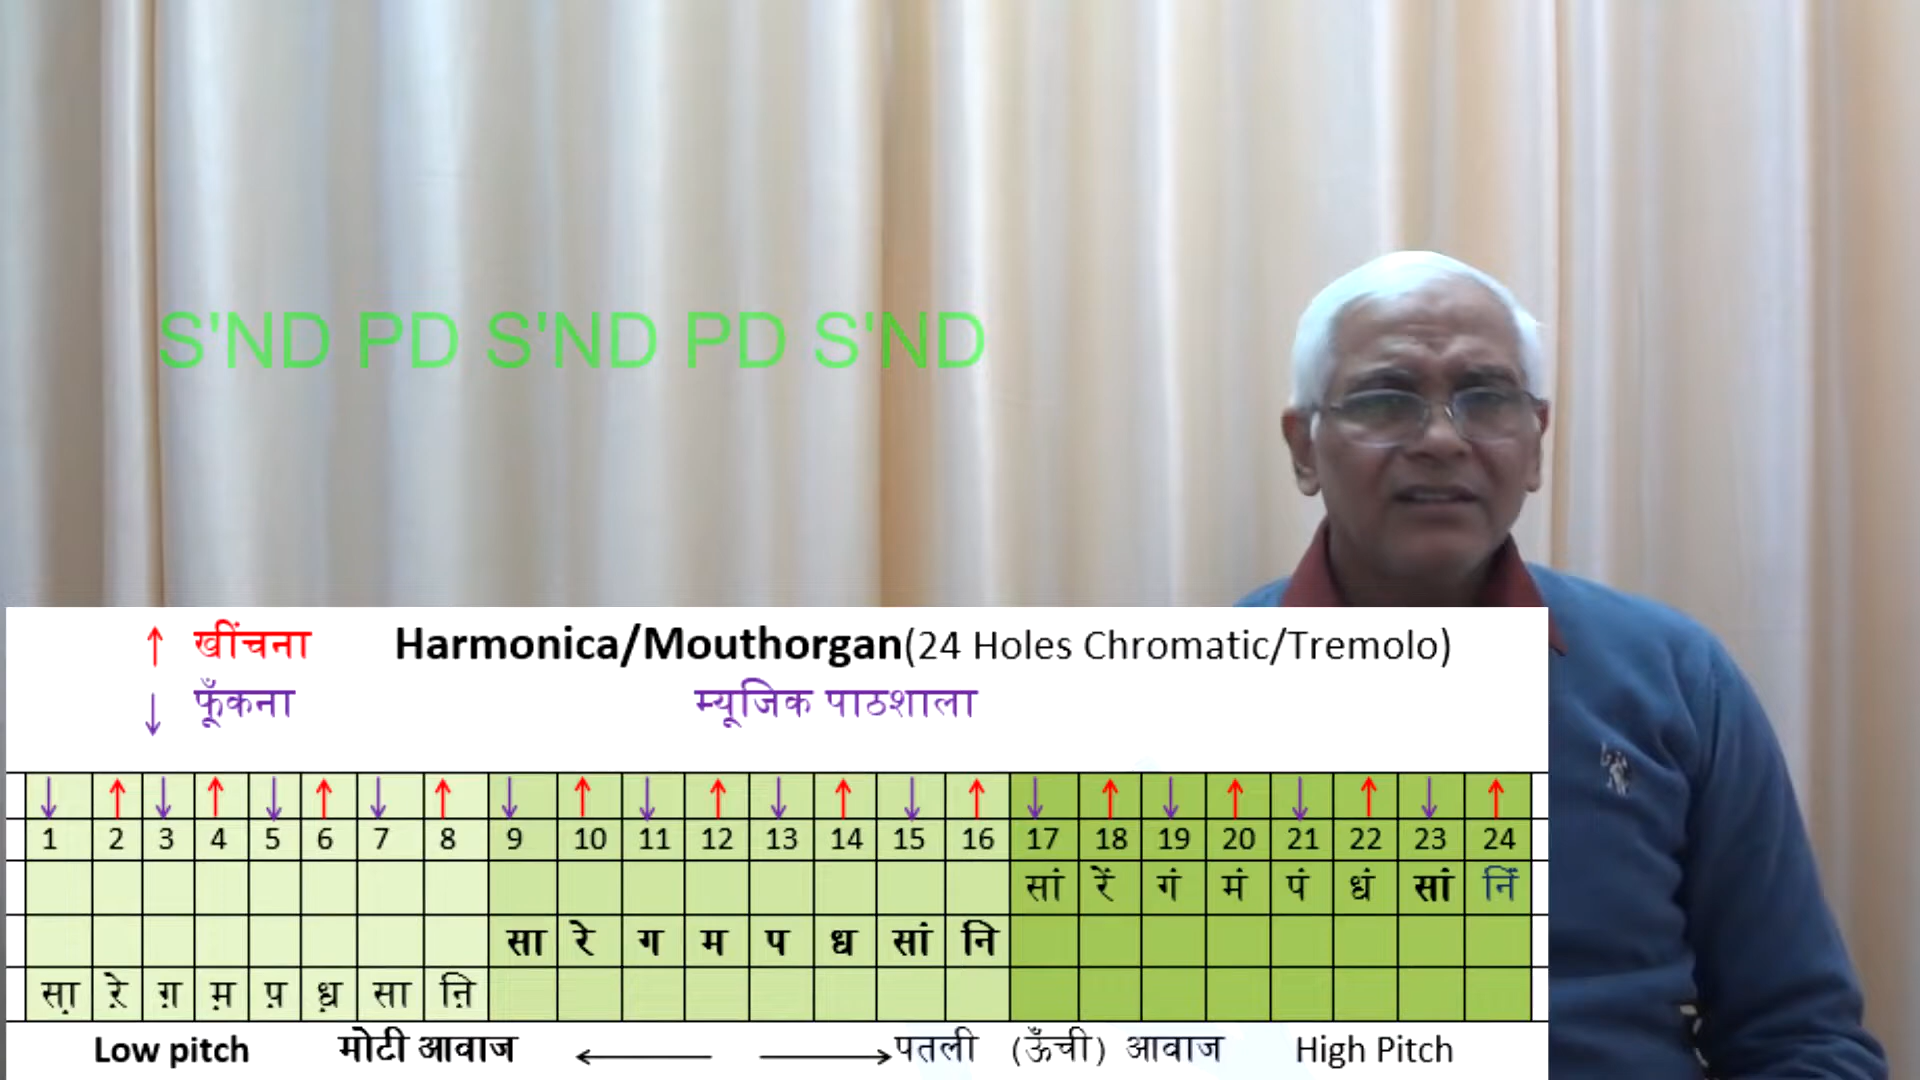 S'ND PD S'ND PD S'ND
↑ खींचना Harmonica/Mouthorgan(24 Holes Chromatic/Tremolo)
↓ फूँकना म्यूजिक पाठशाला
↓ ↑ ↓ ↑ ↓ ↑ ↓ ↑ ↓ ↑ ↓ ↑ ↓ ↑ ↓ ↑ ↓ ↑ ↓ ↑ ↓ ↑ ↓ ↑
1 2 3 4 5 6 7 8 9 10 11 12 13 14 15 16 17 18 19 20 21 22 23 24
सां रें गं मं पं धं सां निं
सा रे ग म प ध सां नि
सा़ रे़ ग़ म़ प़ ध़ सा ऩि
Low pitch मोटी आवाज ← → पतली (ऊँची) आवाज High Pitch